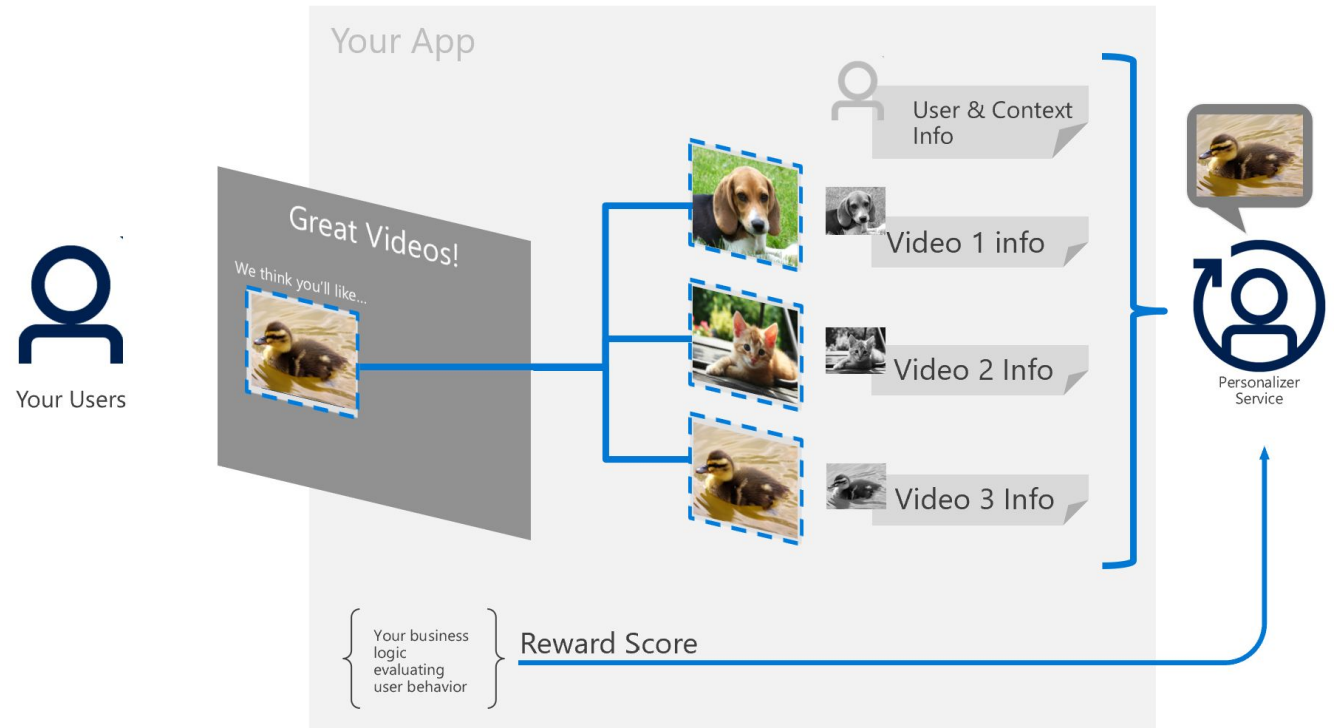 Your App
User & Context
Info
Great Videos!
We think you'll like...
Video 1 info
Video 2 Info
Video 3 Info
Your Users
Personalizer
Service
Your business
logic
evaluating
user behavior
Reward Score